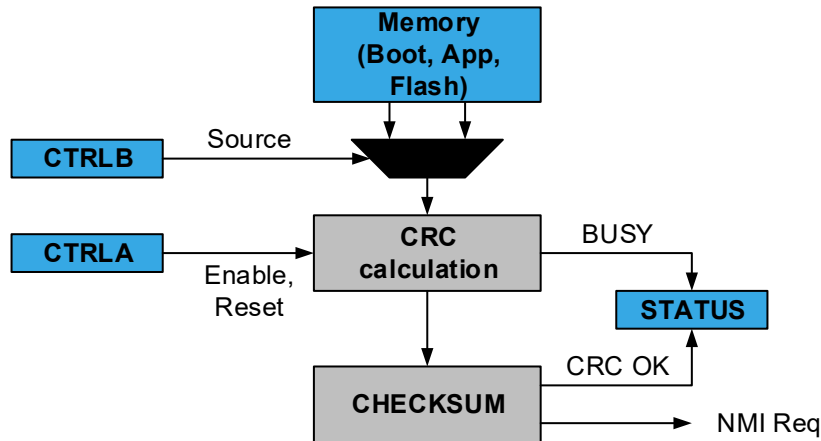 Memory
(Boot, App,
Flash)
Source
CTRLB
CTRLA
Enable,
Reset
CRC
calculation
BUSY
STATUS
CRC OK
CHECKSUM
NMI Req